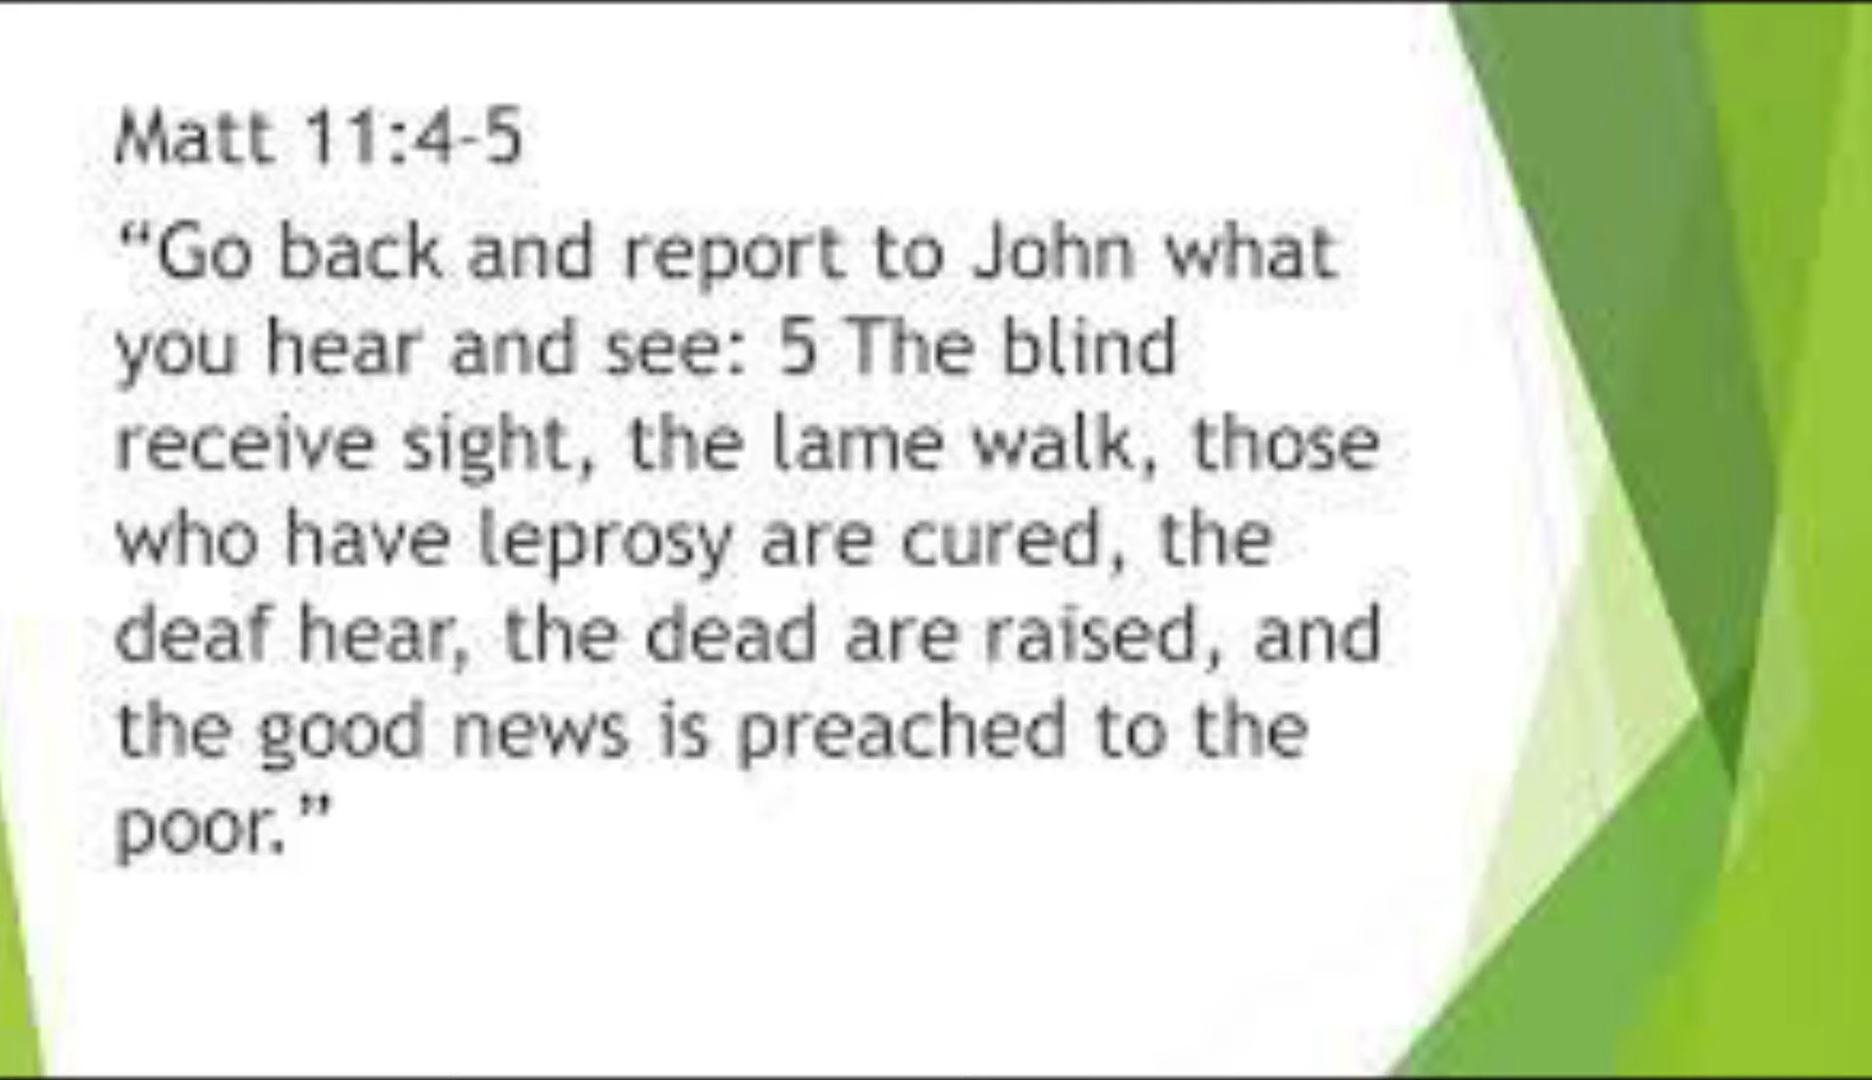 Matt 11:4-5
“Go back and report to John what
you hear and see: 5 The blind
receive sight, the lame walk, those
who have leprosy are cured, the
deaf hear, the dead are raised, and
the good news is preached to the
poor.”